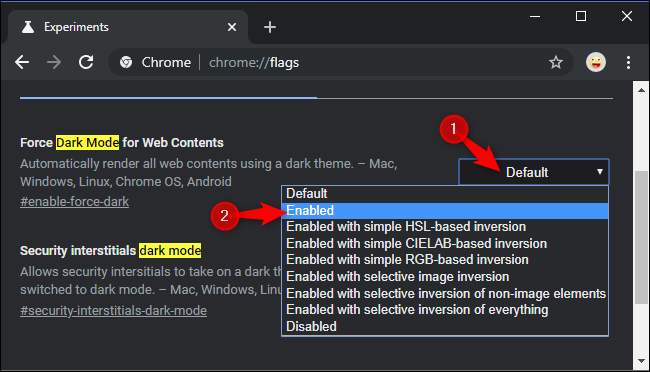 Experiments
Chrome | chrome://flags
Force Dark Mode for Web Contents
Automatically render all web contents using a dark theme. – Mac,
Windows, Linux, Chrome OS, Android
#enable-force-dark
1
Default
Default
2
Enabled
Enabled with simple HSL-based inversion
Enabled with simple CIELAB-based inversion
Enabled with simple RGB-based inversion
Enabled with selective image inversion
Enabled with selective inversion of non-image elements
Enabled with selective inversion of everything
Disabled
Security interstitials dark mode
Allows security intersitials to take on a dark th
switched to dark mode. – Mac, Windows, Linu
#security-interstitials-dark-mode